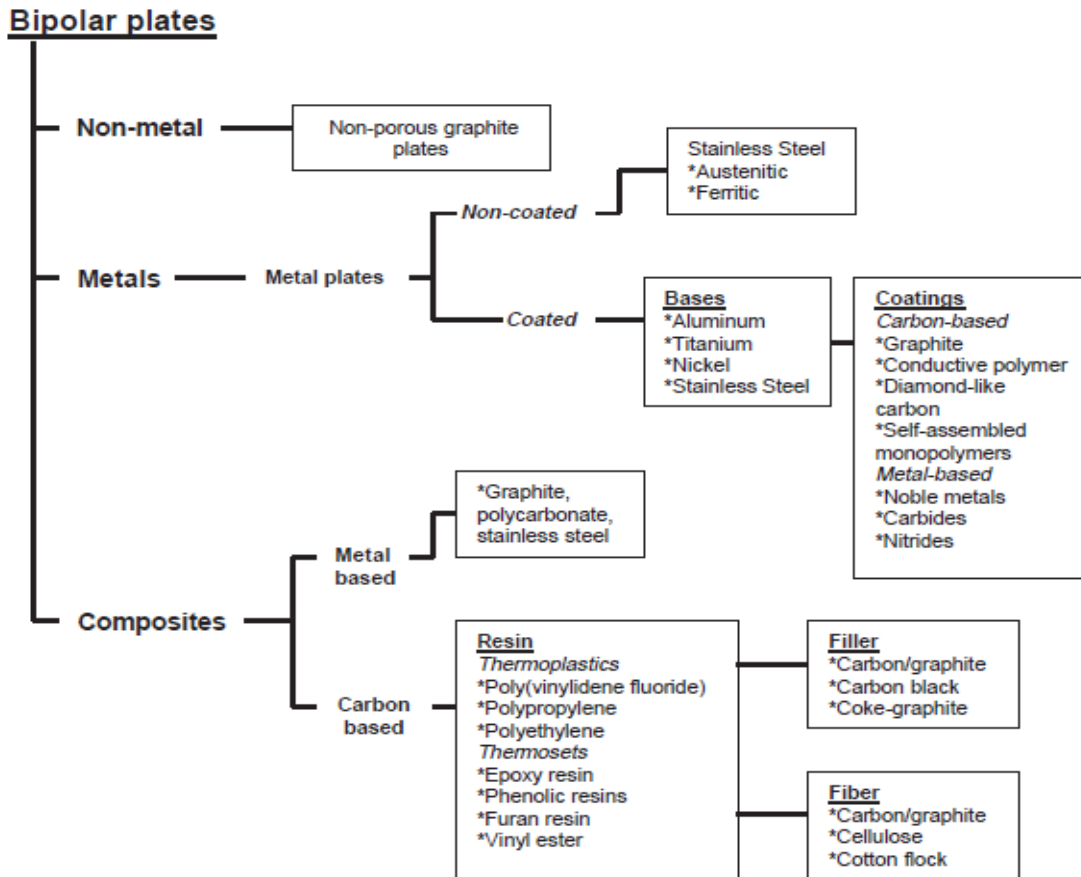 Bipolar plates
Non-metal
Non-porous graphite
plates
Metals
Metal plates
Non-coated
Stainless Steel
*Austenitic
*Ferritic
Coated
Bases
*Aluminum
*Titanium
*Nickel
*Stainless Steel
Coatings
Carbon-based
*Graphite
*Conductive polymer
*Diamond-like
carbon
*Self-assembled
monopolymers
Metal-based
*Noble metals
*Carbides
*Nitrides
Composites
Metal
based
*Graphite,
polycarbonate,
stainless steel
Carbon
based
Resin
Thermoplastics
*Poly(vinylidene fluoride)
*Polypropylene
*Polyethylene
Thermosets
*Epoxy resin
*Phenolic resins
*Furan resin
*Vinyl ester
Filler
*Carbon/graphite
*Carbon black
*Coke-graphite
Fiber
*Carbon/graphite
*Cellulose
*Cotton flock